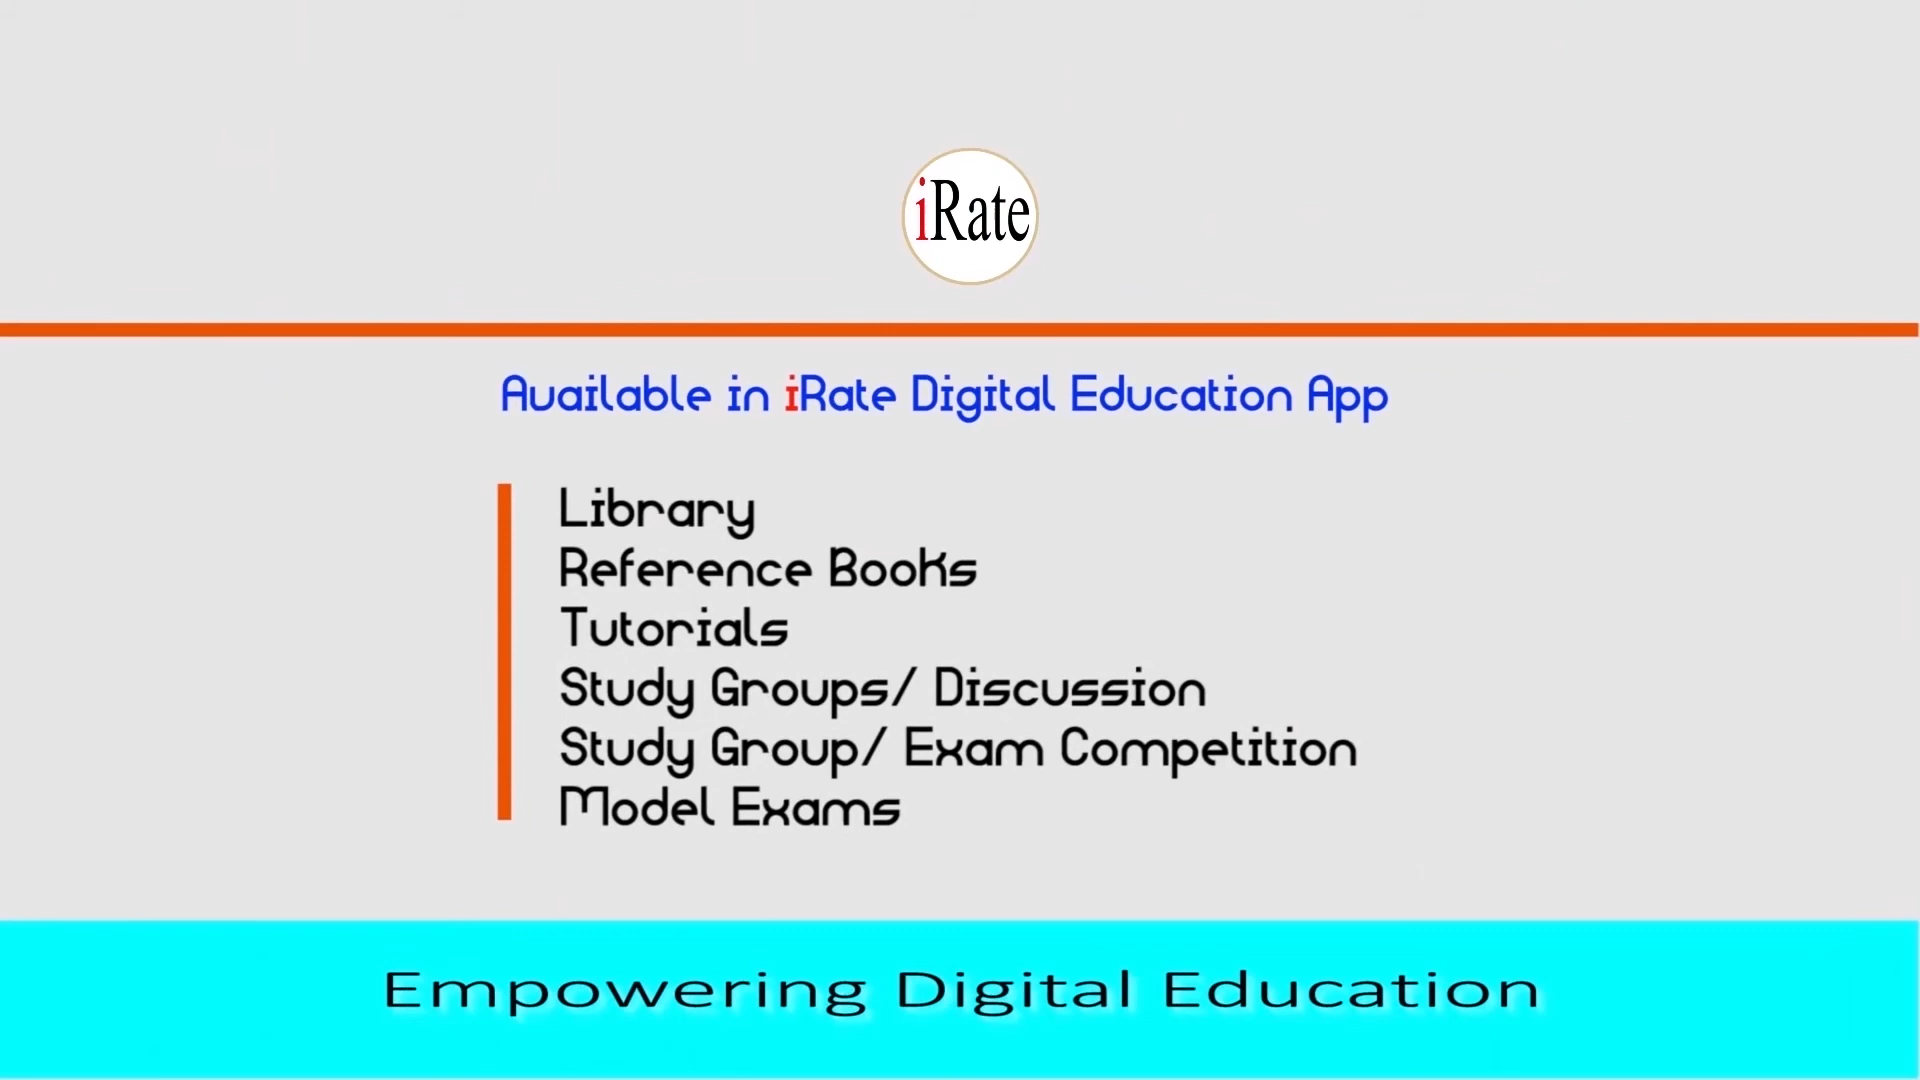 iRate
Available in iRate Digital Education App
Library
Reference Books
Tutorials
Study Groups/ Discussion
Study Group/ Exam Competition
Model Exams
Empowering Digital Education